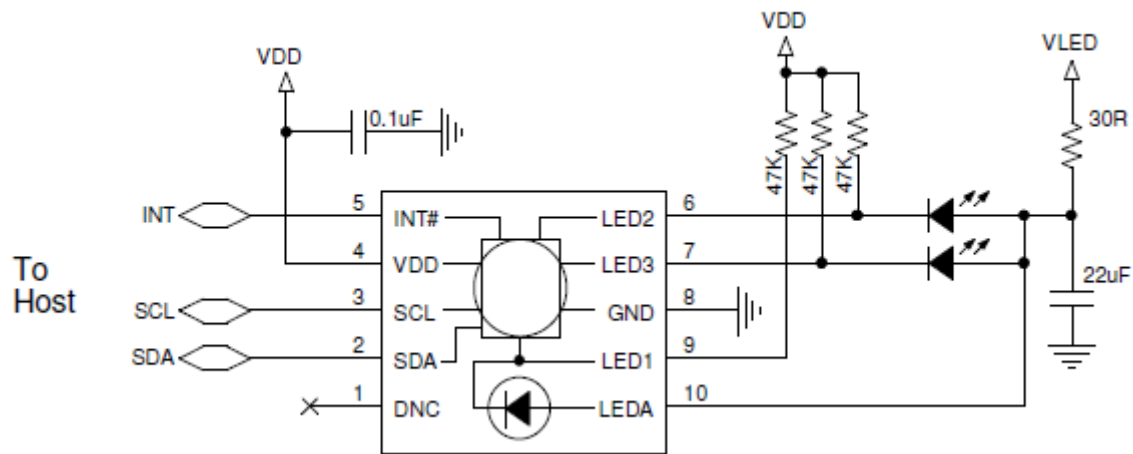 VDD
VDD
VLED
0.1uF
30R
47K
47K
47K
INT
5
INT#
LED2
6
To
Host
4
VDD
LED3
7
22uF
SCL
3
SCL
GND
8
SDA
2
SDA
LED1
9
1
DNC
LEDA
10